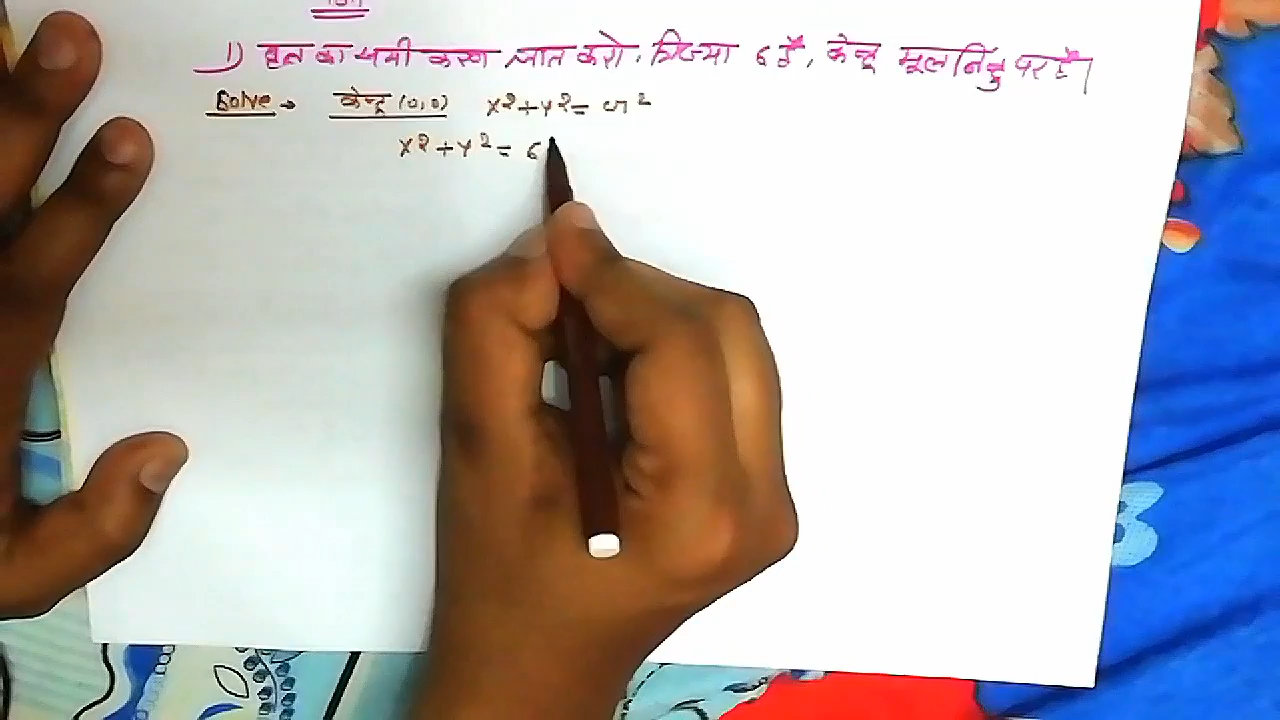 1) वृत का समीकरण ज्ञात करो, त्रिज्या 6 है, केन्द्र मूलबिन्दु पर है।
Solve → केन्द्र (0,0) x²+y²= r²
x²+y²= 6